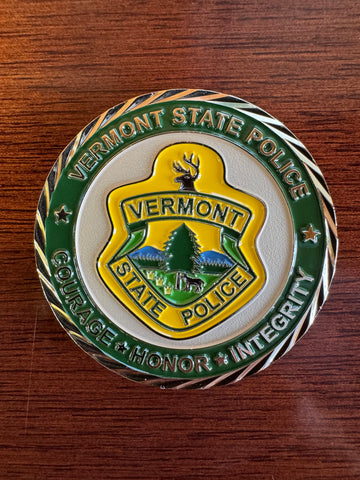 VERMONT STATE POLICE
VERMONT
STATE POLICE
COURAGE ★ HONOR ★ INTEGRITY